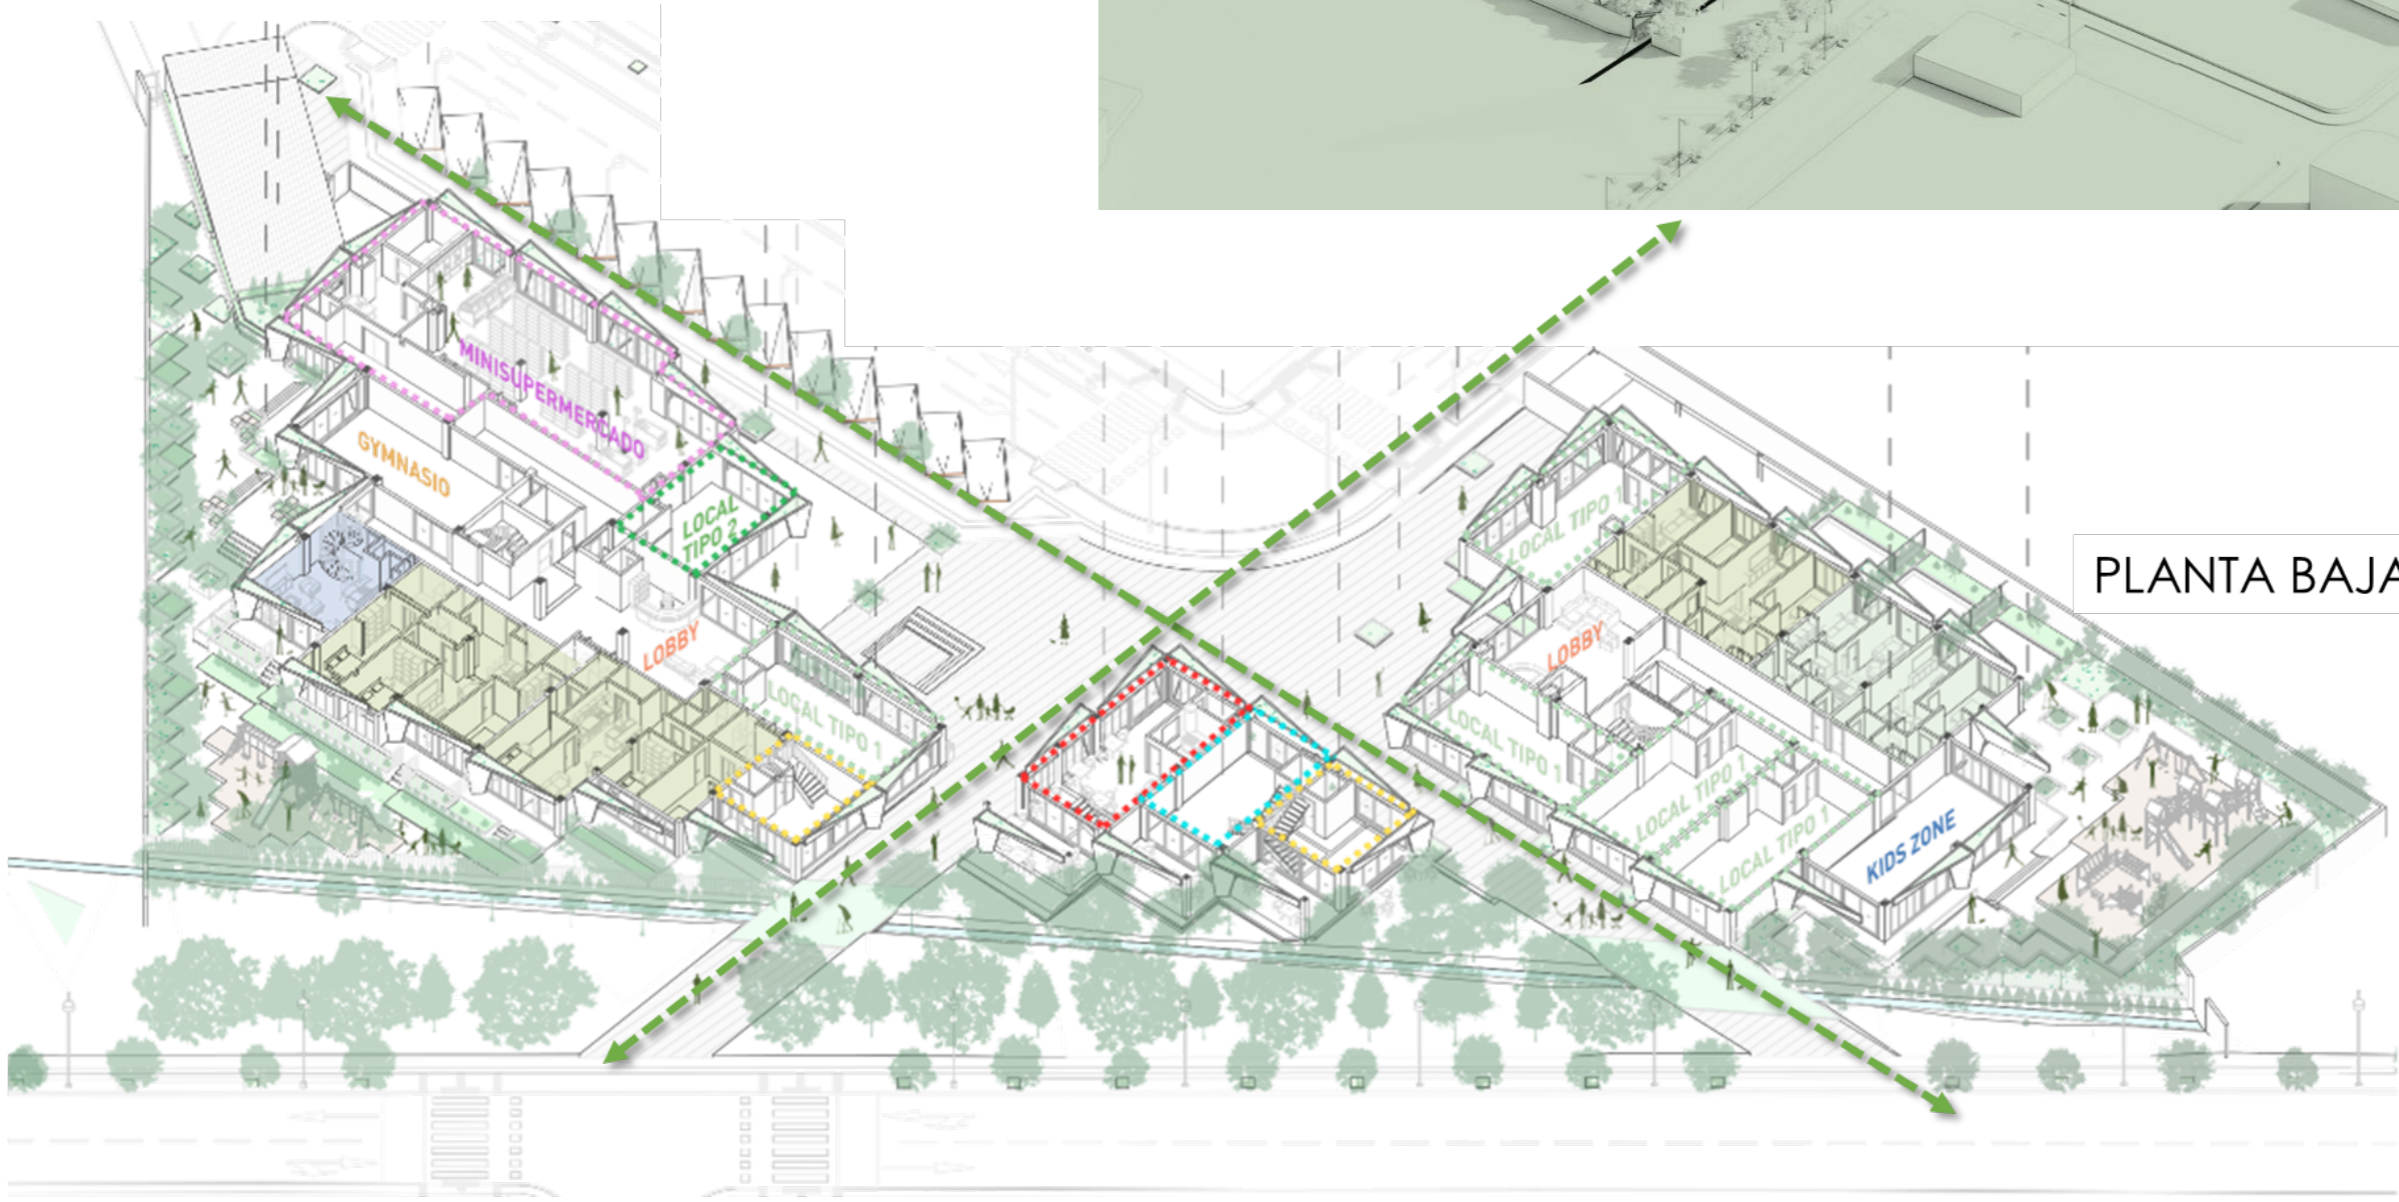 MINISUPERMERCADO
GYMNASIO
LOCAL
TIPO 2
LOBBY
LOCAL TIPO 1
LOCAL TIPO 1
LOBBY
LOCAL TIPO 1
LOCAL TIPO 1
LOCAL TIPO 1
KIDS ZONE
PLANTA BAJA